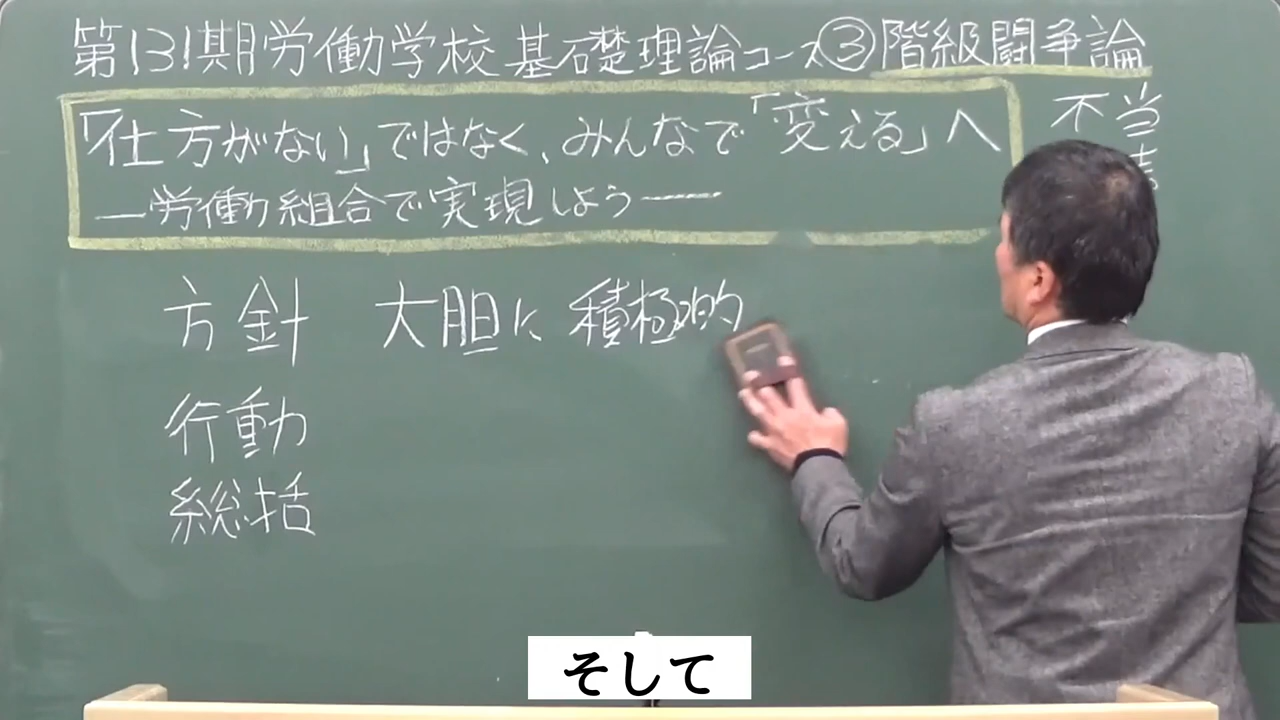 第131期労働学校 基礎理論コース③階級闘争論
「仕方がない」ではなく、みんなで「変える」へ
―労働組合で実現しよう―
不当
方針 大胆に 積極的
行動
総括
そして